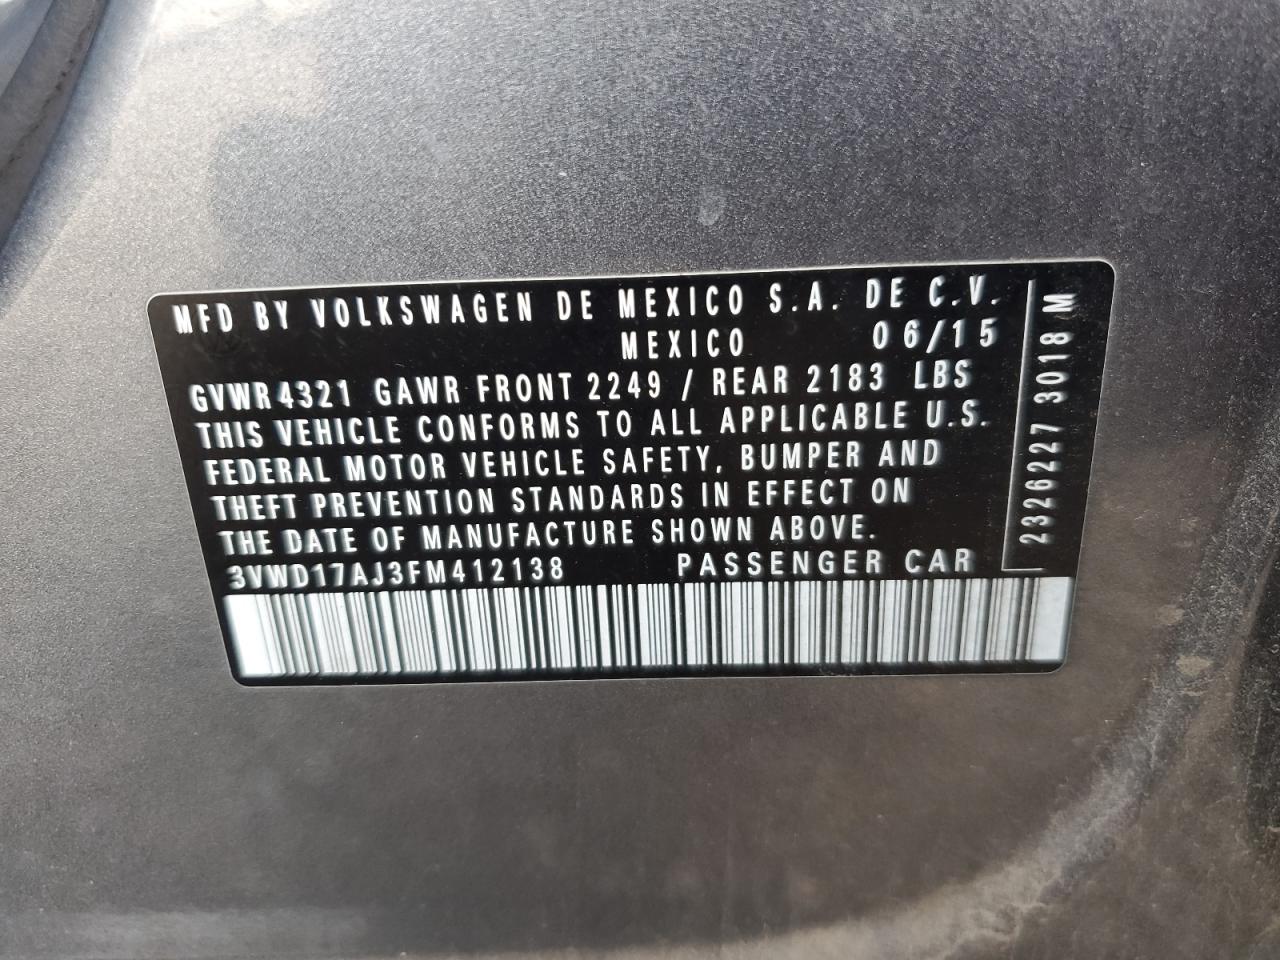 MFD BY VOLKSWAGEN DE MEXICO S.A. DE C.V.
MEXICO 06/15
GVWR 4321 GAWR FRONT 2249 / REAR 2183 LBS
THIS VEHICLE CONFORMS TO ALL APPLICABLE U.S.
FEDERAL MOTOR VEHICLE SAFETY, BUMPER AND
THEFT PREVENTION STANDARDS IN EFFECT ON
THE DATE OF MANUFACTURE SHOWN ABOVE.
3VWD17AJ3FM412138 PASSENGER CAR
2326227 3018 M